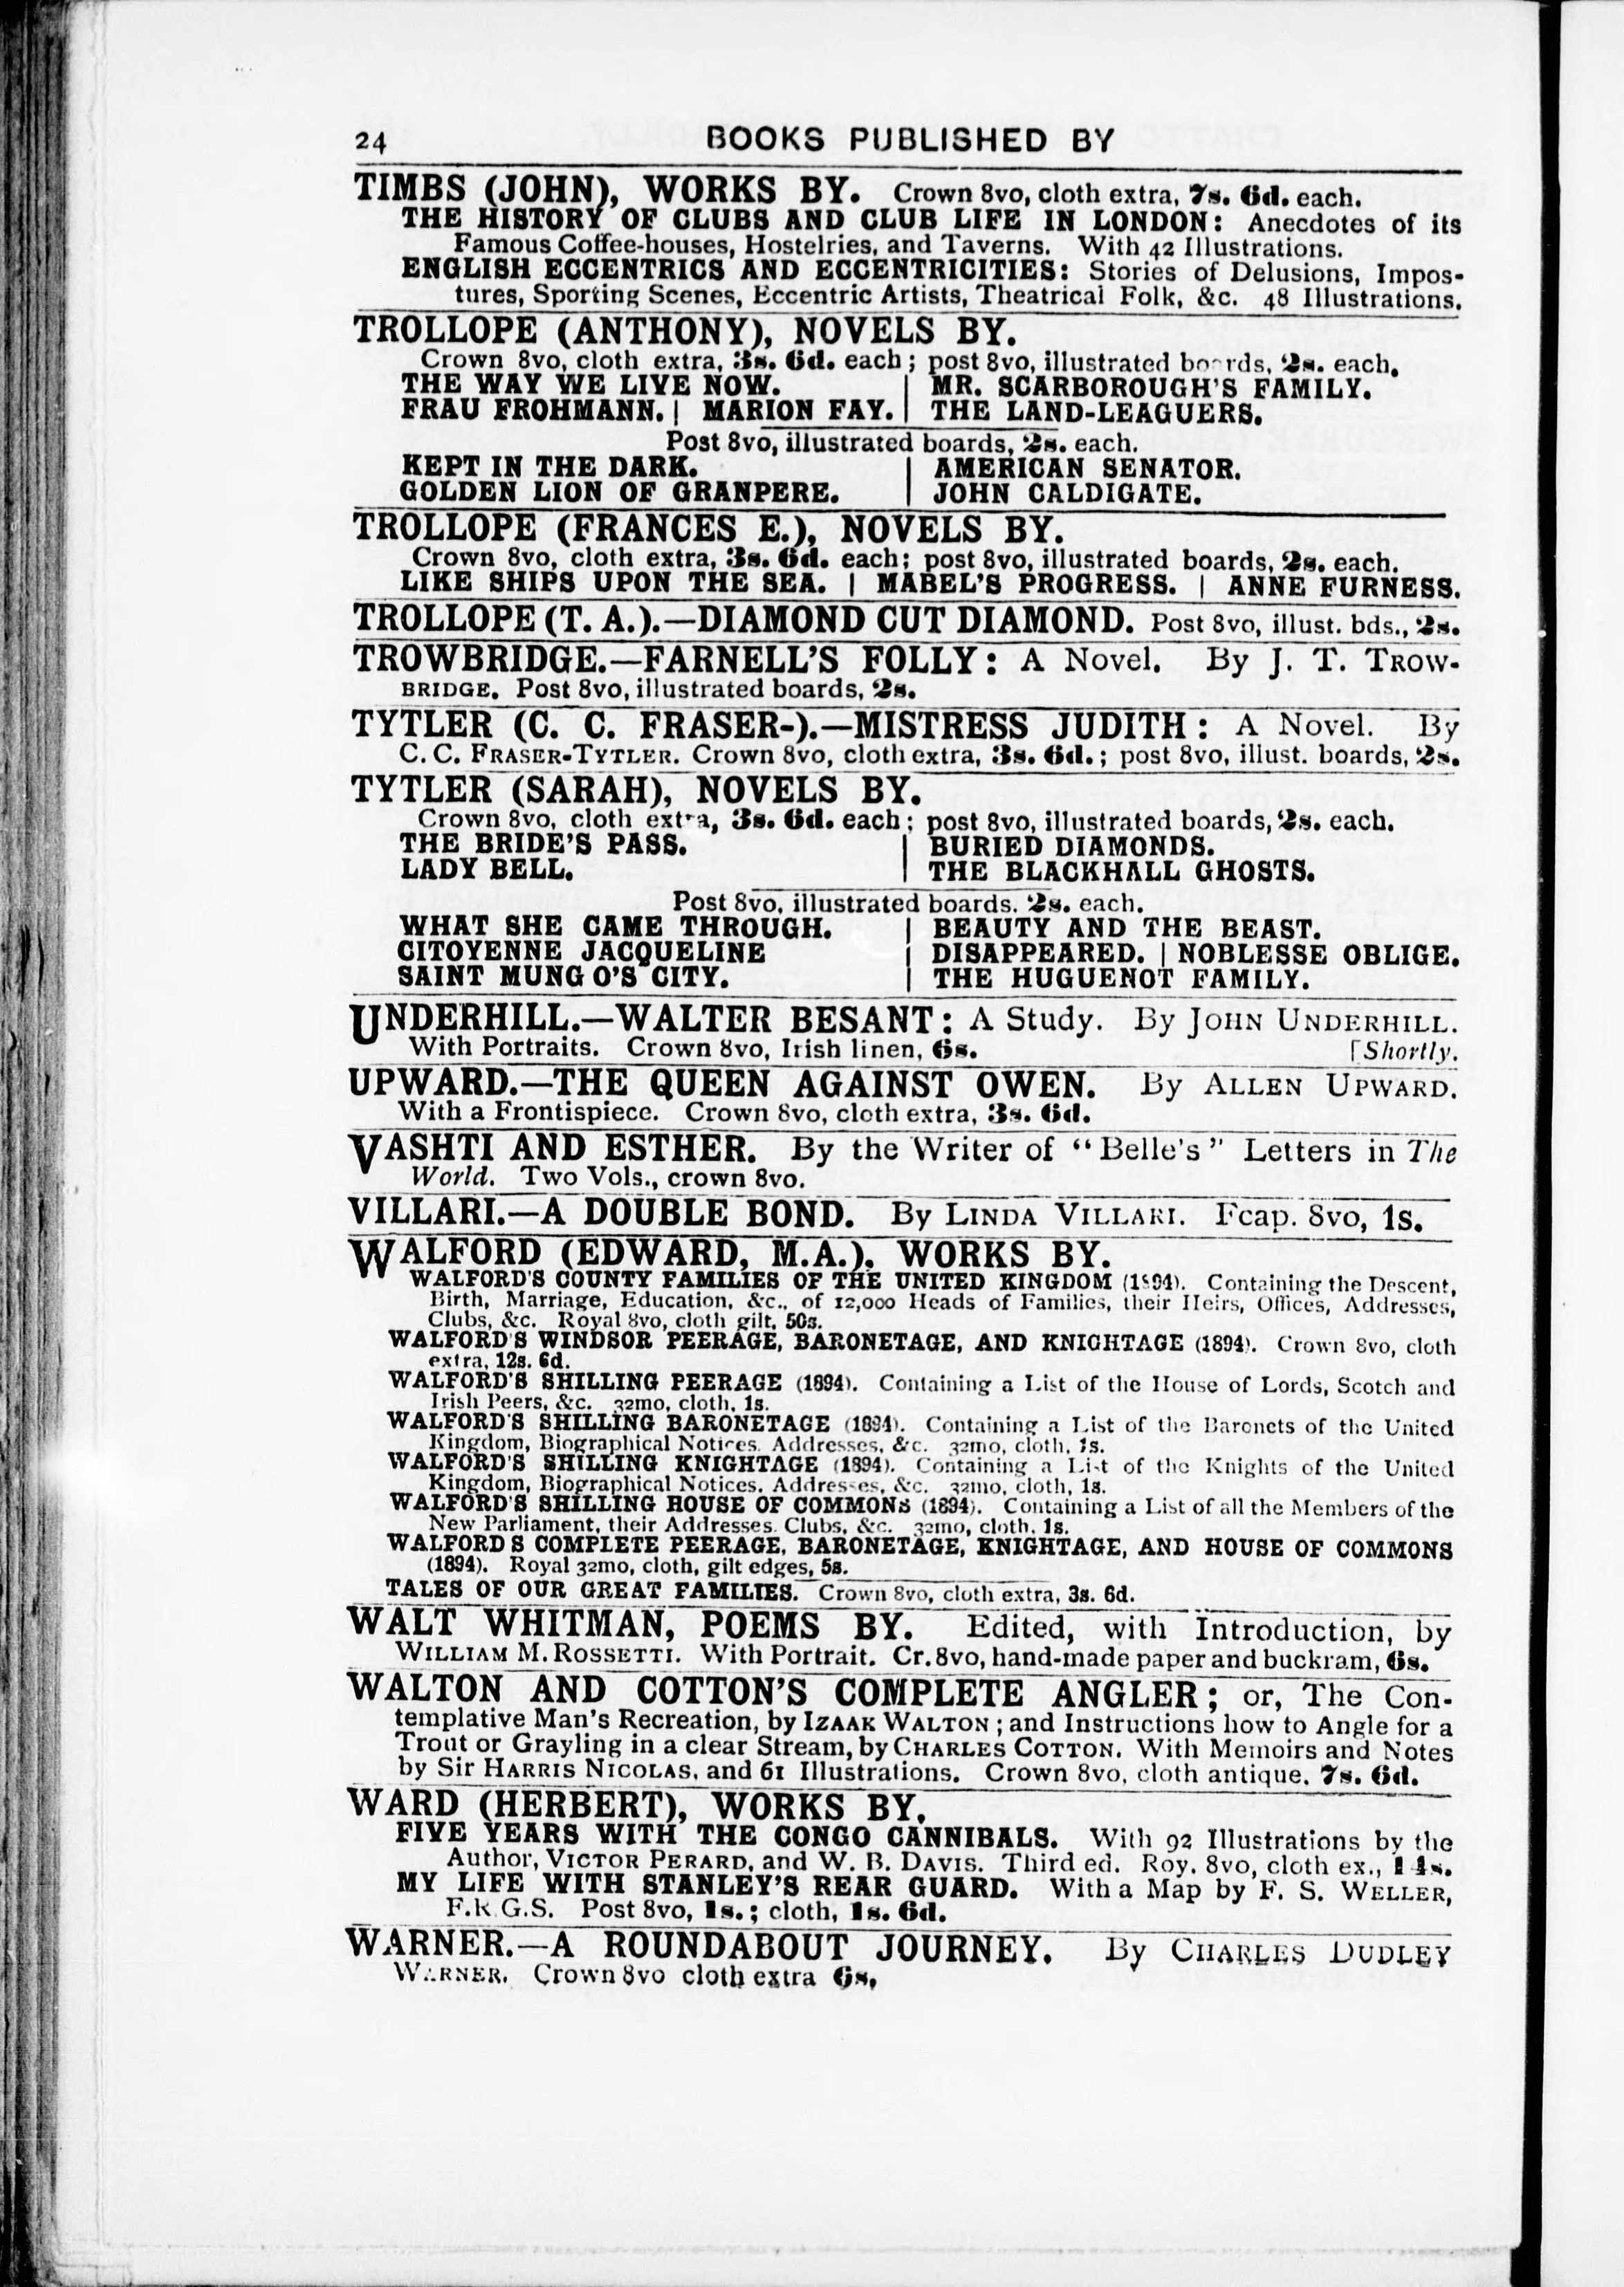 24 BOOKS PUBLISHED BY
TIMBS (JOHN), WORKS BY. Crown 8vo, cloth extra, 7s. 6d. each.
THE HISTORY OF CLUBS AND CLUB LIFE IN LONDON: Anecdotes of its
Famous Coffee-houses, Hostelries, and Taverns. With 42 Illustrations.
ENGLISH ECCENTRICS AND ECCENTRICITIES: Stories of Delusions, Impos-
tures, Sporting Scenes, Eccentric Artists, Theatrical Folk, &c. 48 Illustrations.
TROLLOPE (ANTHONY), NOVELS BY.
Crown 8vo, cloth extra, 3s. 6d. each; post 8vo, illustrated boards, 2s. each.
THE WAY WE LIVE NOW. | MR. SCARBOROUGH'S FAMILY.
FRAU FROHMANN. | MARION FAY. | THE LAND-LEAGUERS.
Post 8vo, illustrated boards, 2s. each.
KEPT IN THE DARK. | AMERICAN SENATOR.
GOLDEN LION OF GRANPERE. | JOHN CALDIGATE.
TROLLOPE (FRANCES E.), NOVELS BY.
Crown 8vo, cloth extra, 3s. 6d. each; post 8vo, illustrated boards, 2s. each.
LIKE SHIPS UPON THE SEA. | MABEL'S PROGRESS. | ANNE FURNESS.
TROLLOPE (T. A.).—DIAMOND CUT DIAMOND. Post 8vo, illust. bds., 2s.
TROWBRIDGE.—FARNELL'S FOLLY: A Novel. By J. T. TROW-
BRIDGE. Post 8vo, illustrated boards, 2s.
TYTLER (C. C. FRASER-).—MISTRESS JUDITH: A Novel. By
C. C. FRASER-TYTLER. Crown 8vo, cloth extra, 3s. 6d.; post 8vo, illust. boards, 2s.
TYTLER (SARAH), NOVELS BY.
Crown 8vo, cloth extra, 3s. 6d. each; post 8vo, illustrated boards, 2s. each.
THE BRIDE'S PASS. | BURIED DIAMONDS.
LADY BELL. | THE BLACKHALL GHOSTS.
Post 8vo, illustrated boards, 2s. each.
WHAT SHE CAME THROUGH. | BEAUTY AND THE BEAST.
CITOYENNE JACQUELINE | DISAPPEARED. | NOBLESSE OBLIGE.
SAINT MUNGO'S CITY. | THE HUGUENOT FAMILY.
UNDERHILL.—WALTER BESANT: A Study. By JOHN UNDERHILL.
With Portraits. Crown 8vo, Irish linen, 6s. [Shortly.
UPWARD.—THE QUEEN AGAINST OWEN. By ALLEN UPWARD.
With a Frontispiece. Crown 8vo, cloth extra, 3s. 6d.
VASHTI AND ESTHER. By the Writer of "Belle's" Letters in The
World. Two Vols., crown 8vo.
VILLARI.—A DOUBLE BOND. By LINDA VILLARI. Fcap. 8vo, 1s.
WALFORD (EDWARD, M.A.), WORKS BY.
WALFORD'S COUNTY FAMILIES OF THE UNITED KINGDOM (1894). Containing the Descent,
Birth, Marriage, Education, &c., of 12,000 Heads of Families, their Heirs, Offices, Addresses,
Clubs, &c. Royal 8vo, cloth gilt, 50s.
WALFORD'S WINDSOR PEERAGE, BARONETAGE, AND KNIGHTAGE (1894). Crown 8vo, cloth
extra, 12s. 6d.
WALFORD'S SHILLING PEERAGE (1894). Containing a List of the House of Lords, Scotch and
Irish Peers, &c. 32mo, cloth, 1s.
WALFORD'S SHILLING BARONETAGE (1894). Containing a List of the Baronets of the United
Kingdom, Biographical Notices, Addresses, &c. 32mo, cloth, 1s.
WALFORD'S SHILLING KNIGHTAGE (1894). Containing a List of the Knights of the United
Kingdom, Biographical Notices, Addresses, &c. 32mo, cloth, 1s.
WALFORD'S SHILLING HOUSE OF COMMONS (1894). Containing a List of all the Members of the
New Parliament, their Addresses, Clubs, &c. 32mo, cloth, 1s.
WALFORD S COMPLETE PEERAGE, BARONETAGE, KNIGHTAGE, AND HOUSE OF COMMONS
(1894). Royal 32mo, cloth, gilt edges, 5s.
TALES OF OUR GREAT FAMILIES. Crown 8vo, cloth extra, 3s. 6d.
WALT WHITMAN, POEMS BY. Edited, with Introduction, by
WILLIAM M. ROSSETTI. With Portrait. Cr. 8vo, hand-made paper and buckram, 6s.
WALTON AND COTTON'S COMPLETE ANGLER; or, The Con-
templative Man's Recreation, by IZAAK WALTON; and Instructions how to Angle for a
Trout or Grayling in a clear Stream, by CHARLES COTTON. With Memoirs and Notes
by Sir HARRIS NICOLAS, and 61 Illustrations. Crown 8vo, cloth antique, 7s. 6d.
WARD (HERBERT), WORKS BY.
FIVE YEARS WITH THE CONGO CANNIBALS. With 92 Illustrations by the
Author, VICTOR PERARD, and W. B. DAVIS. Third ed. Roy. 8vo, cloth ex., 14s.
MY LIFE WITH STANLEY'S REAR GUARD. With a Map by F. S. WELLER,
F.R.G.S. Post 8vo, 1s.; cloth, 1s. 6d.
WARNER.—A ROUNDABOUT JOURNEY. By CHARLES DUDLEY
WARNER. Crown 8vo cloth extra 6s.